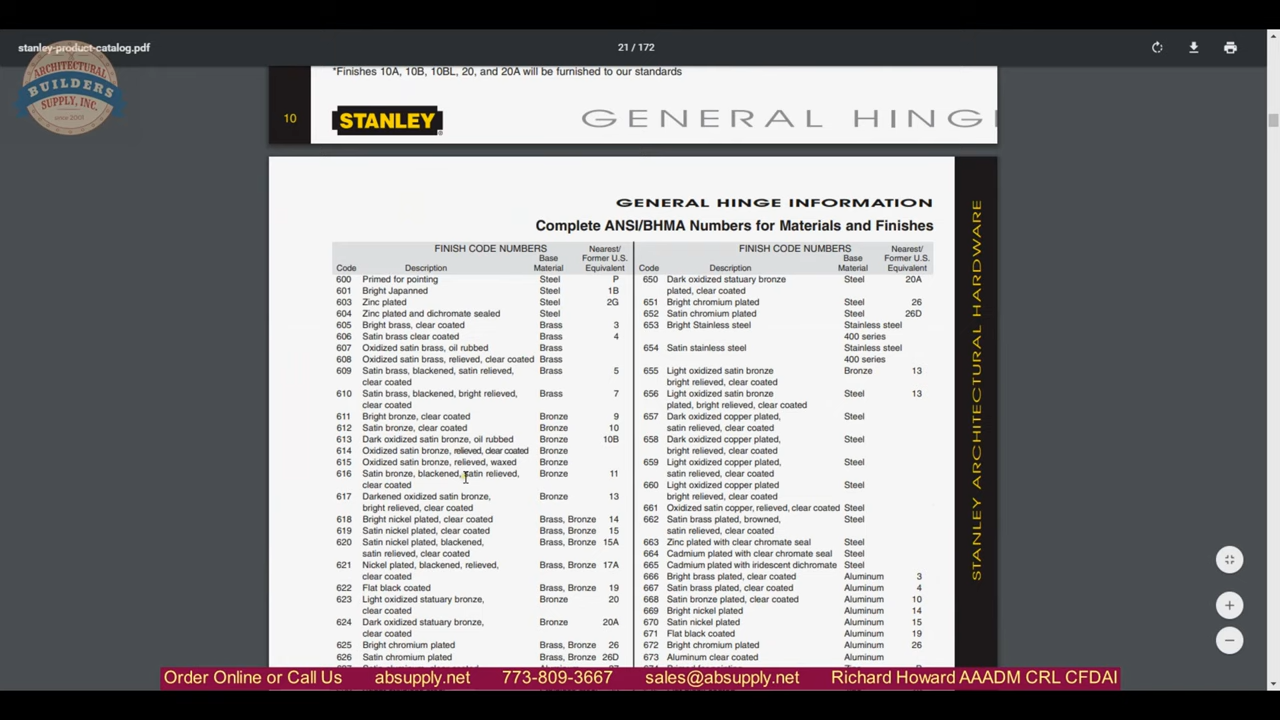 stanley-product-catalog.pdf
21 / 172
ARCHITECTURAL
BUILDERS
SUPPLY, INC.
since 2001
*Finishes 10A, 10B, 10BL, 20, and 20A will be furnished to our standards
10
STANLEY
GENERAL HING
GENERAL HINGE INFORMATION
Complete ANSI/BHMA Numbers for Materials and Finishes
FINISH CODE NUMBERS Nearest/
Base Former U.S.
Code Description Material Equivalent
600 Primed for pointing Steel P
601 Bright Japanned Steel 1B
603 Zinc plated Steel 2G
604 Zinc plated and dichromate sealed Steel
605 Bright brass, clear coated Brass 3
606 Satin brass clear coated Brass 4
607 Oxidized satin brass, oil rubbed Brass
608 Oxidized satin brass, relieved, clear coated Brass
609 Satin brass, blackened, satin relieved, Brass 5
clear coated
610 Satin brass, blackened, bright relieved, Brass 7
clear coated
611 Bright bronze, clear coated Bronze 9
612 Satin bronze, clear coated Bronze 10
613 Dark oxidized satin bronze, oil rubbed Bronze 10B
614 Oxidized satin bronze, relieved, clear coated Bronze
615 Oxidized satin bronze, relieved, waxed Bronze
616 Satin bronze, blackened, satin relieved, Bronze 11
clear coated
617 Darkened oxidized satin bronze, Bronze 13
bright relieved, clear coated
618 Bright nickel plated, clear coated Brass, Bronze 14
619 Satin nickel plated, clear coated Brass, Bronze 15
620 Satin nickel plated, blackened, Brass, Bronze 15A
satin relieved, clear coated
621 Nickel plated, blackened, relieved, Brass, Bronze 17A
clear coated
622 Flat black coated Brass, Bronze 19
623 Light oxidized statuary bronze, Bronze 20
clear coated
624 Dark oxidized statuary bronze, Bronze 20A
clear coated
625 Bright chromium plated Brass, Bronze 26
626 Satin chromium plated Brass, Bronze 26D
FINISH CODE NUMBERS Nearest/
Base Former U.S.
Code Description Material Equivalent
650 Dark oxidized statuary bronze Steel 20A
plated, clear coated
651 Bright chromium plated Steel 26
652 Satin chromium plated Steel 26D
653 Bright Stainless steel Stainless steel
400 series
654 Satin stainless steel Stainless steel
400 series
655 Light oxidized satin bronze Bronze 13
bright relieved, clear coated
656 Light oxidized satin bronze Steel 13
plated, bright relieved, clear coated
657 Dark oxidized copper plated, Steel
satin relieved, clear coated
658 Dark oxidized copper plated, Steel
bright relieved, clear coated
659 Light oxidized copper plated, Steel
satin relieved, clear coated
660 Light oxidized copper plated Steel
bright relieved, clear coated
661 Oxidized satin copper, relieved, clear coated Steel
662 Satin brass plated, browned, Steel
satin relieved, clear coated
663 Zinc plated with clear chromate seal Steel
664 Cadmium plated with clear chromate seal Steel
665 Cadmium plated with iridescent dichromate Steel
666 Bright brass plated, clear coated Aluminum 3
667 Satin brass plated, clear coated Aluminum 4
668 Satin bronze plated, clear coated Aluminum 10
669 Bright nickel plated Aluminum 14
670 Satin nickel plated Aluminum 15
671 Flat black coated Aluminum 19
672 Bright chromium plated Aluminum 26
673 Aluminum clear coated Aluminum
STANLEY ARCHITECTURAL HARDWARE
Order Online or Call Us absupply.net 773-809-3667 sales@absupply.net Richard Howard AAADM CRL CFDAI